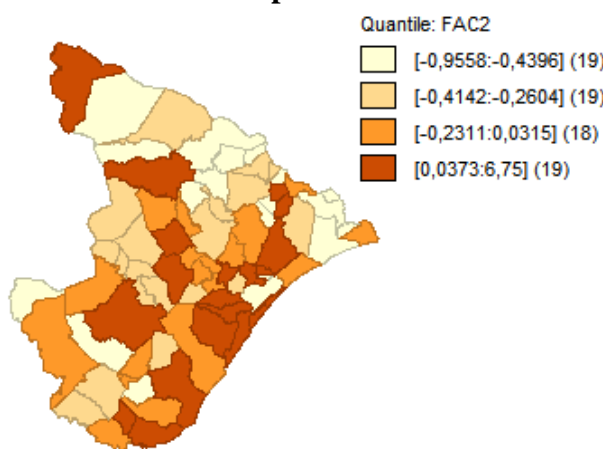 Quantile: FAC2
[-0,9558:-0,4396] (19)
[-0,4142:-0,2604] (19)
[-0,2311:0,0315] (18)
[0,0373:6,75] (19)